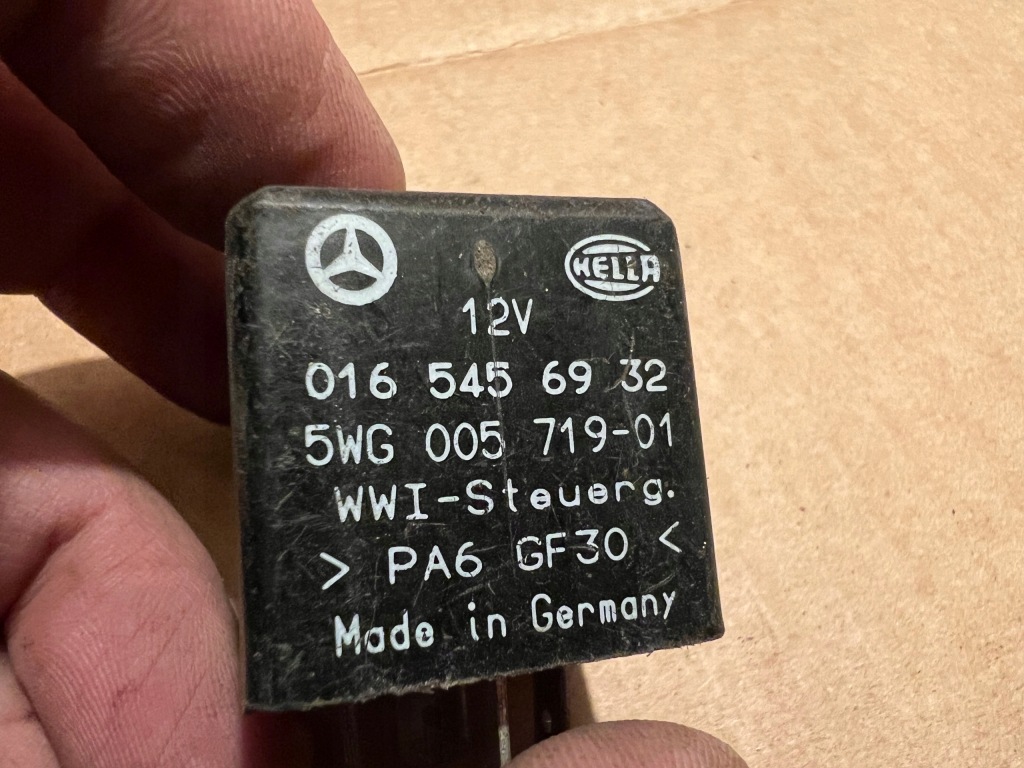 HELLA
12V
016 545 69 32
5WG 005 719-01
WWI-Steuerg.
> PA6 GF30 <
Made in Germany